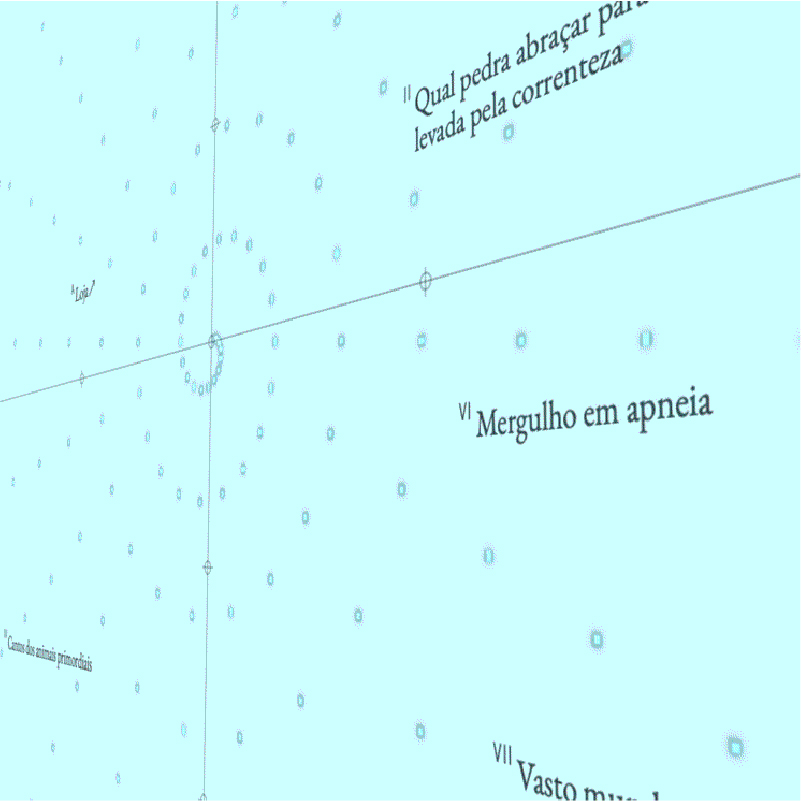 II Qual pedra abraçar para
levada pela correnteza
II Loja↗
VI Mergulho em apneia
II Cantos dos animais primordiais
VII Vasto